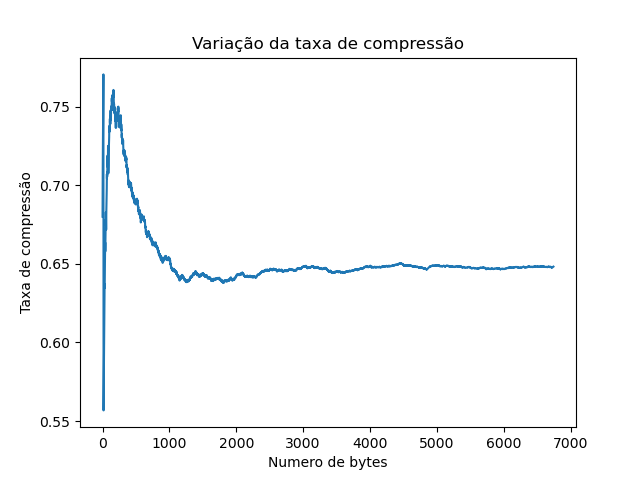 Variação da taxa de compressão
Taxa de compressão
0.75
0.70
0.65
0.60
0.55
0 1000 2000 3000 4000 5000 6000 7000
Numero de bytes